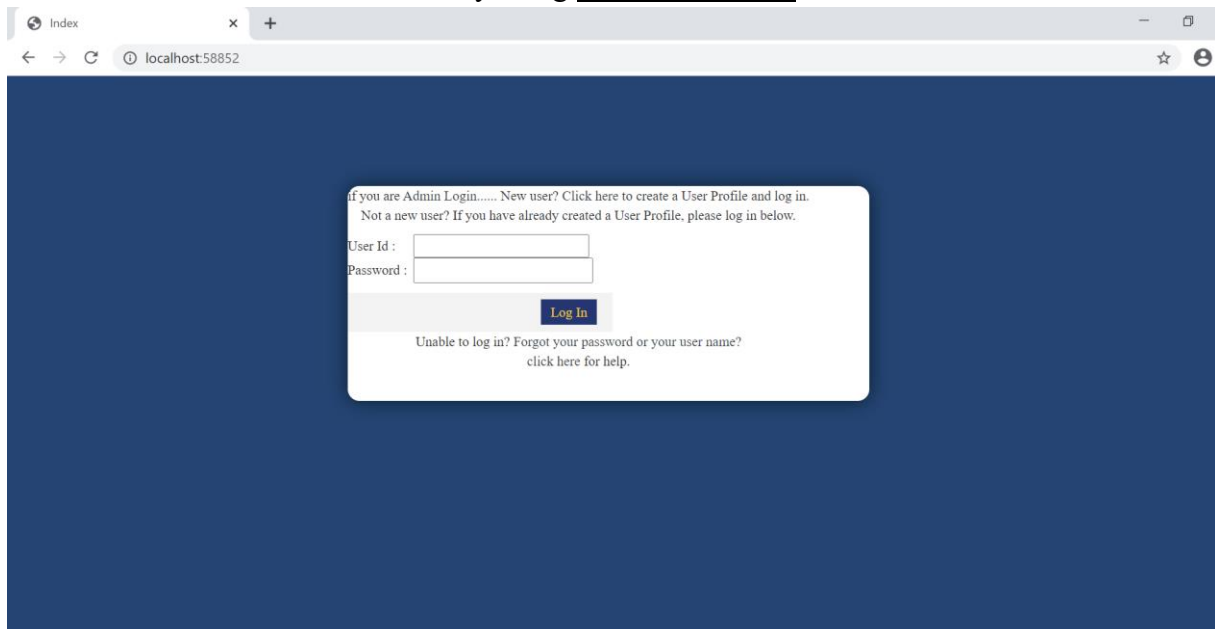 Index
localhost:58852
if you are Admin Login...... New user? Click here to create a User Profile and log in.
Not a new user? If you have already created a User Profile, please log in below.
User Id :
Password :
Log In
Unable to log in? Forgot your password or your user name?
click here for help.